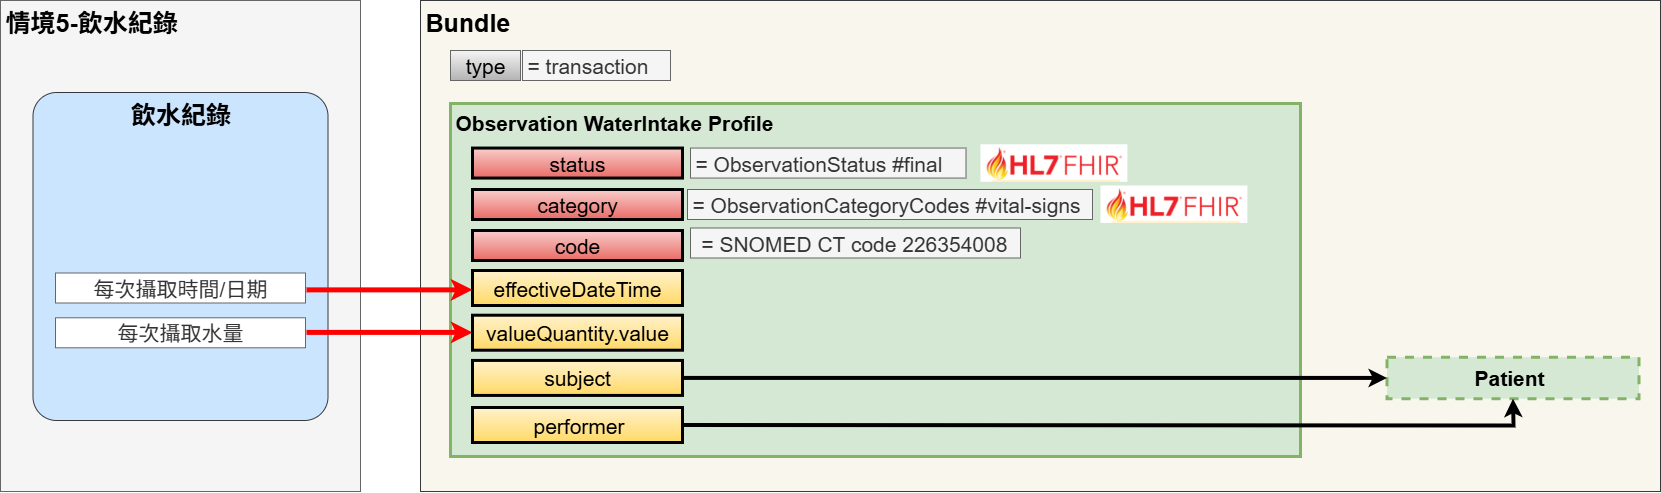 情境5-飲水紀錄
飲水紀錄
每次攝取時間/日期
每次攝取水量
Bundle
type = transaction
Observation WaterIntake Profile
status = ObservationStatus #final HL7 FHIR
category = ObservationCategoryCodes #vital-signs HL7 FHIR
code = SNOMED CT code 226354008
effectiveDateTime
valueQuantity.value
subject
Patient
performer